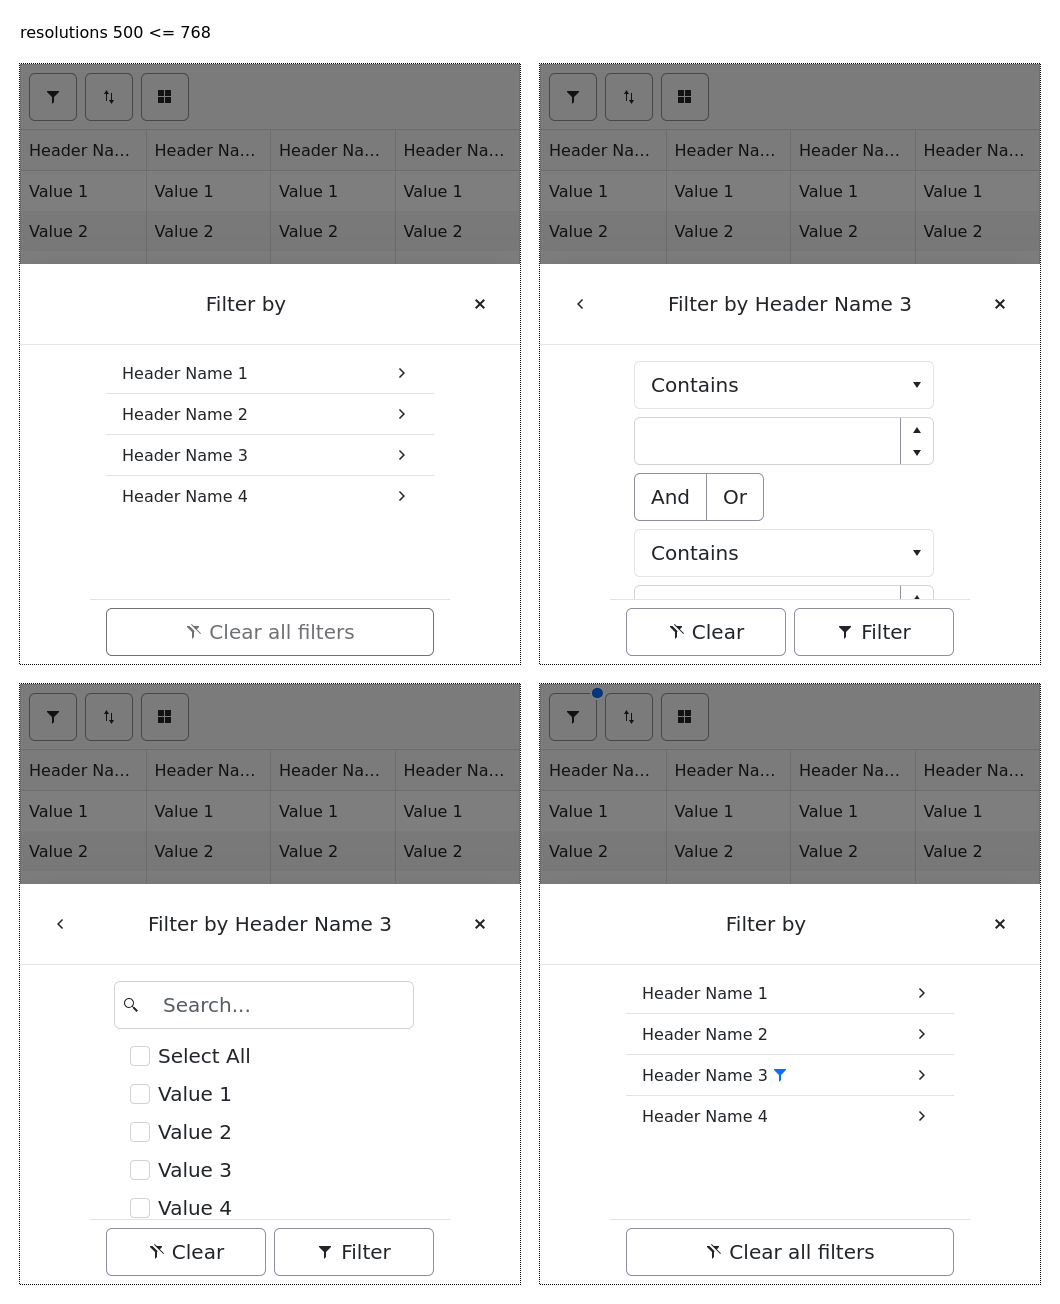 resolutions 500 <= 768
Header Na... Header Na... Header Na... Header Na...
Value 1 Value 1 Value 1 Value 1
Value 2 Value 2 Value 2 Value 2
Filter by
Header Name 1
Header Name 2
Header Name 3
Header Name 4
Clear all filters
Header Na... Header Na... Header Na... Header Na...
Value 1 Value 1 Value 1 Value 1
Value 2 Value 2 Value 2 Value 2
Filter by Header Name 3
Contains
And Or
Contains
Clear Filter
Header Na... Header Na... Header Na... Header Na...
Value 1 Value 1 Value 1 Value 1
Value 2 Value 2 Value 2 Value 2
Filter by Header Name 3
Search...
Select All
Value 1
Value 2
Value 3
Value 4
Clear Filter
Header Na... Header Na... Header Na... Header Na...
Value 1 Value 1 Value 1 Value 1
Value 2 Value 2 Value 2 Value 2
Filter by
Header Name 1
Header Name 2
Header Name 3
Header Name 4
Clear all filters